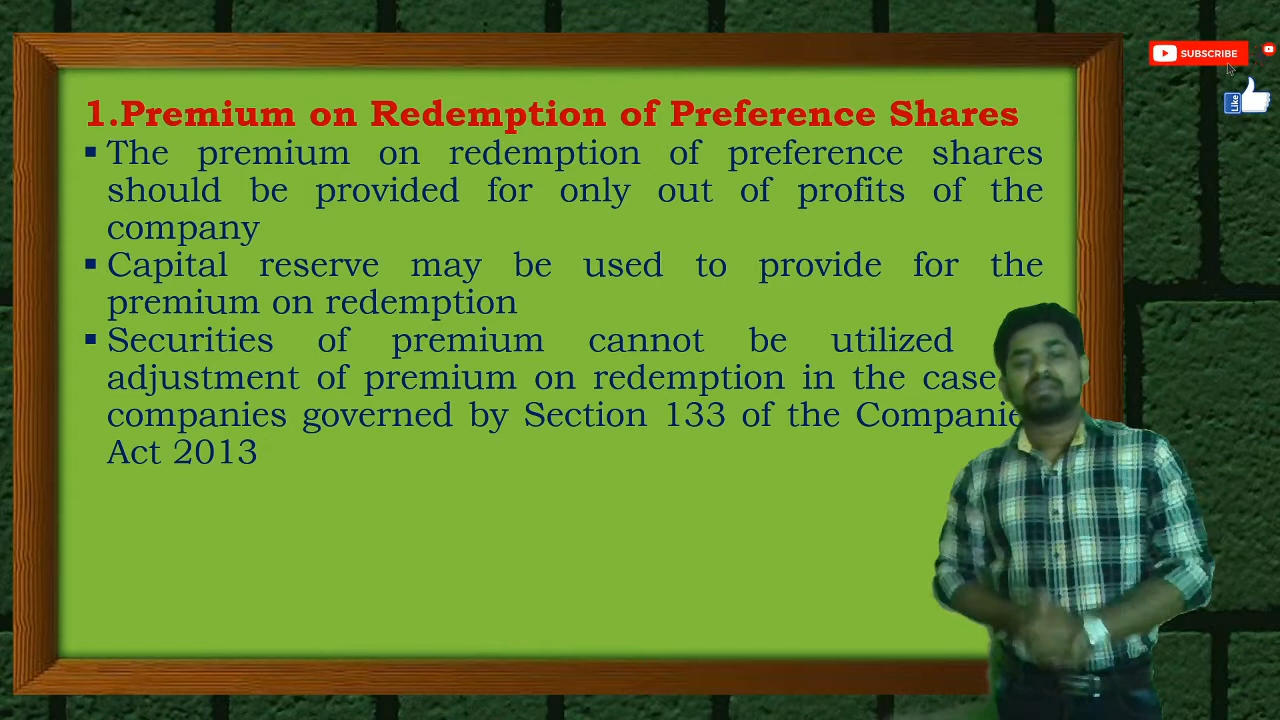 SUBSCRIBE
Like
1.Premium on Redemption of Preference Shares
▪ The premium on redemption of preference shares
should be provided for only out of profits of the
company
▪ Capital reserve may be used to provide for the
premium on redemption
▪ Securities of premium cannot be utilized
adjustment of premium on redemption in the case
companies governed by Section 133 of the Companie
Act 2013